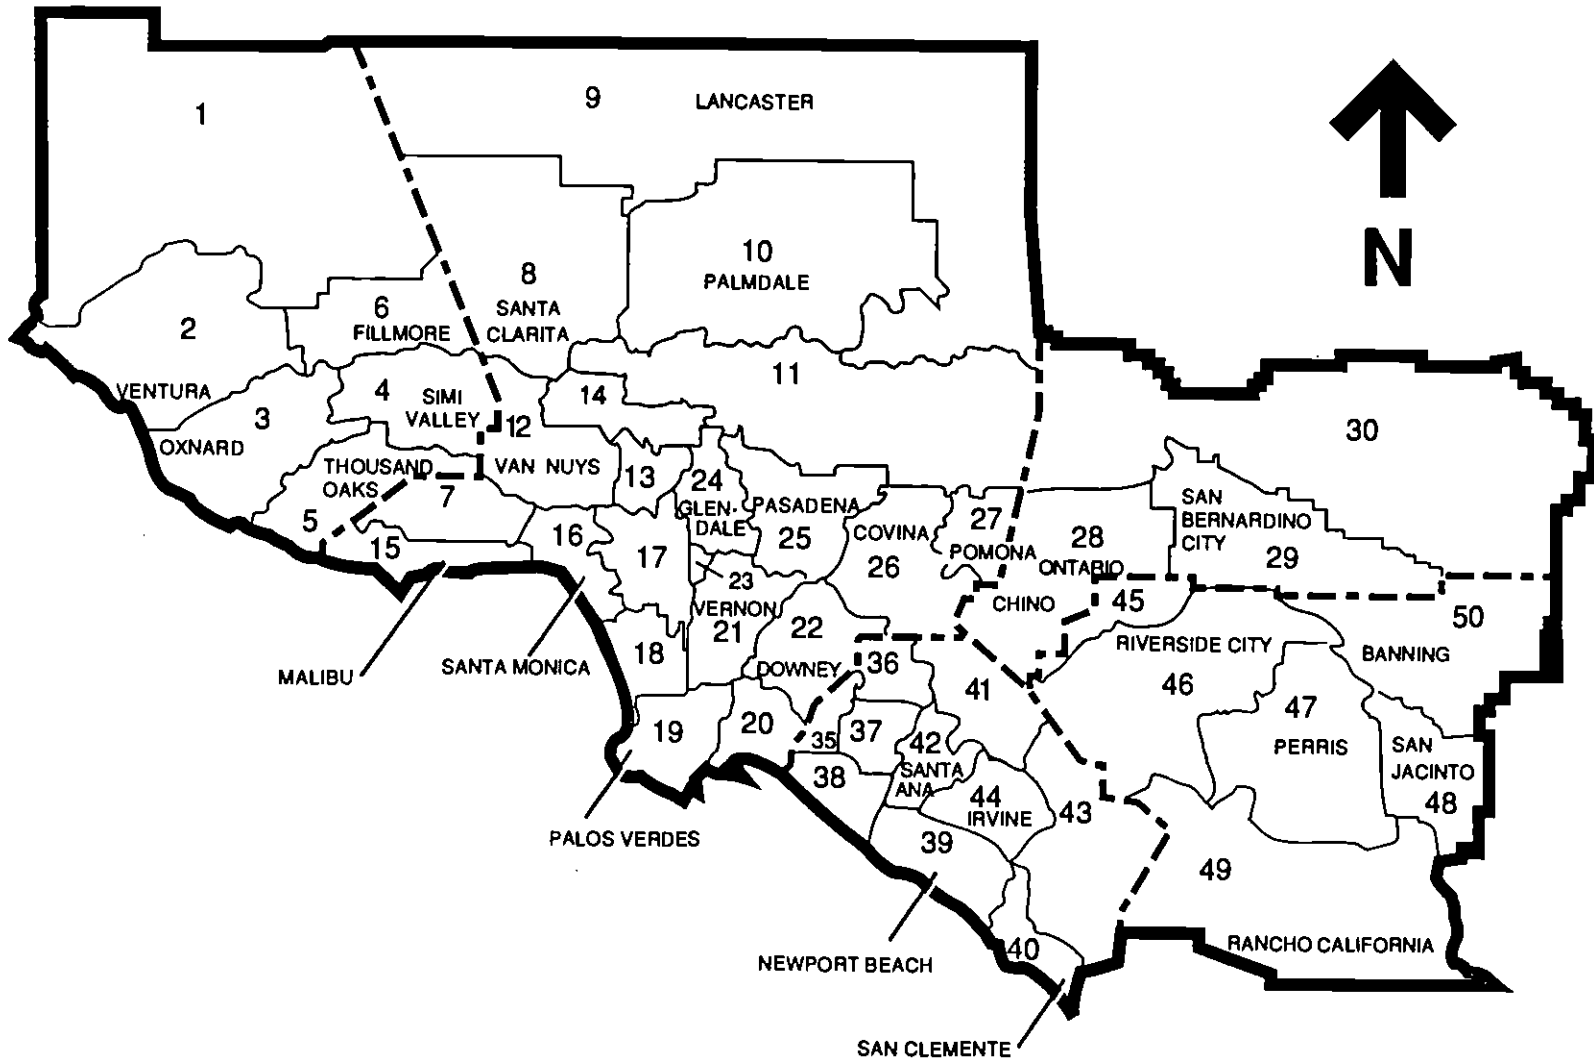 9
LANCASTER
1
N
10
PALMDALE
8
SANTA
CLARITA
6
FILLMORE
2
11
VENTURA
4
SIMI
VALLEY
14
3
OXNARD
12
30
THOUSAND
OAKS
VAN NUYS
7
13
24
GLEN-
DALE
PASADENA
25
COVINA
26
27
POMONA
28
ONTARIO
SAN
BERNARDINO
CITY
29
5
15
16
17
23
VERNON
21
22
DOWNEY
CHINO
45
50
RIVERSIDE CITY
BANNING
18
36
41
46
47
PERRIS
MALIBU
SANTA MONICA
19
20
35
37
42
SANTA
ANA
38
44
IRVINE
43
SAN
JACINTO
48
PALOS VERDES
39
49
NEWPORT BEACH
40
RANCHO CALIFORNIA
SAN CLEMENTE